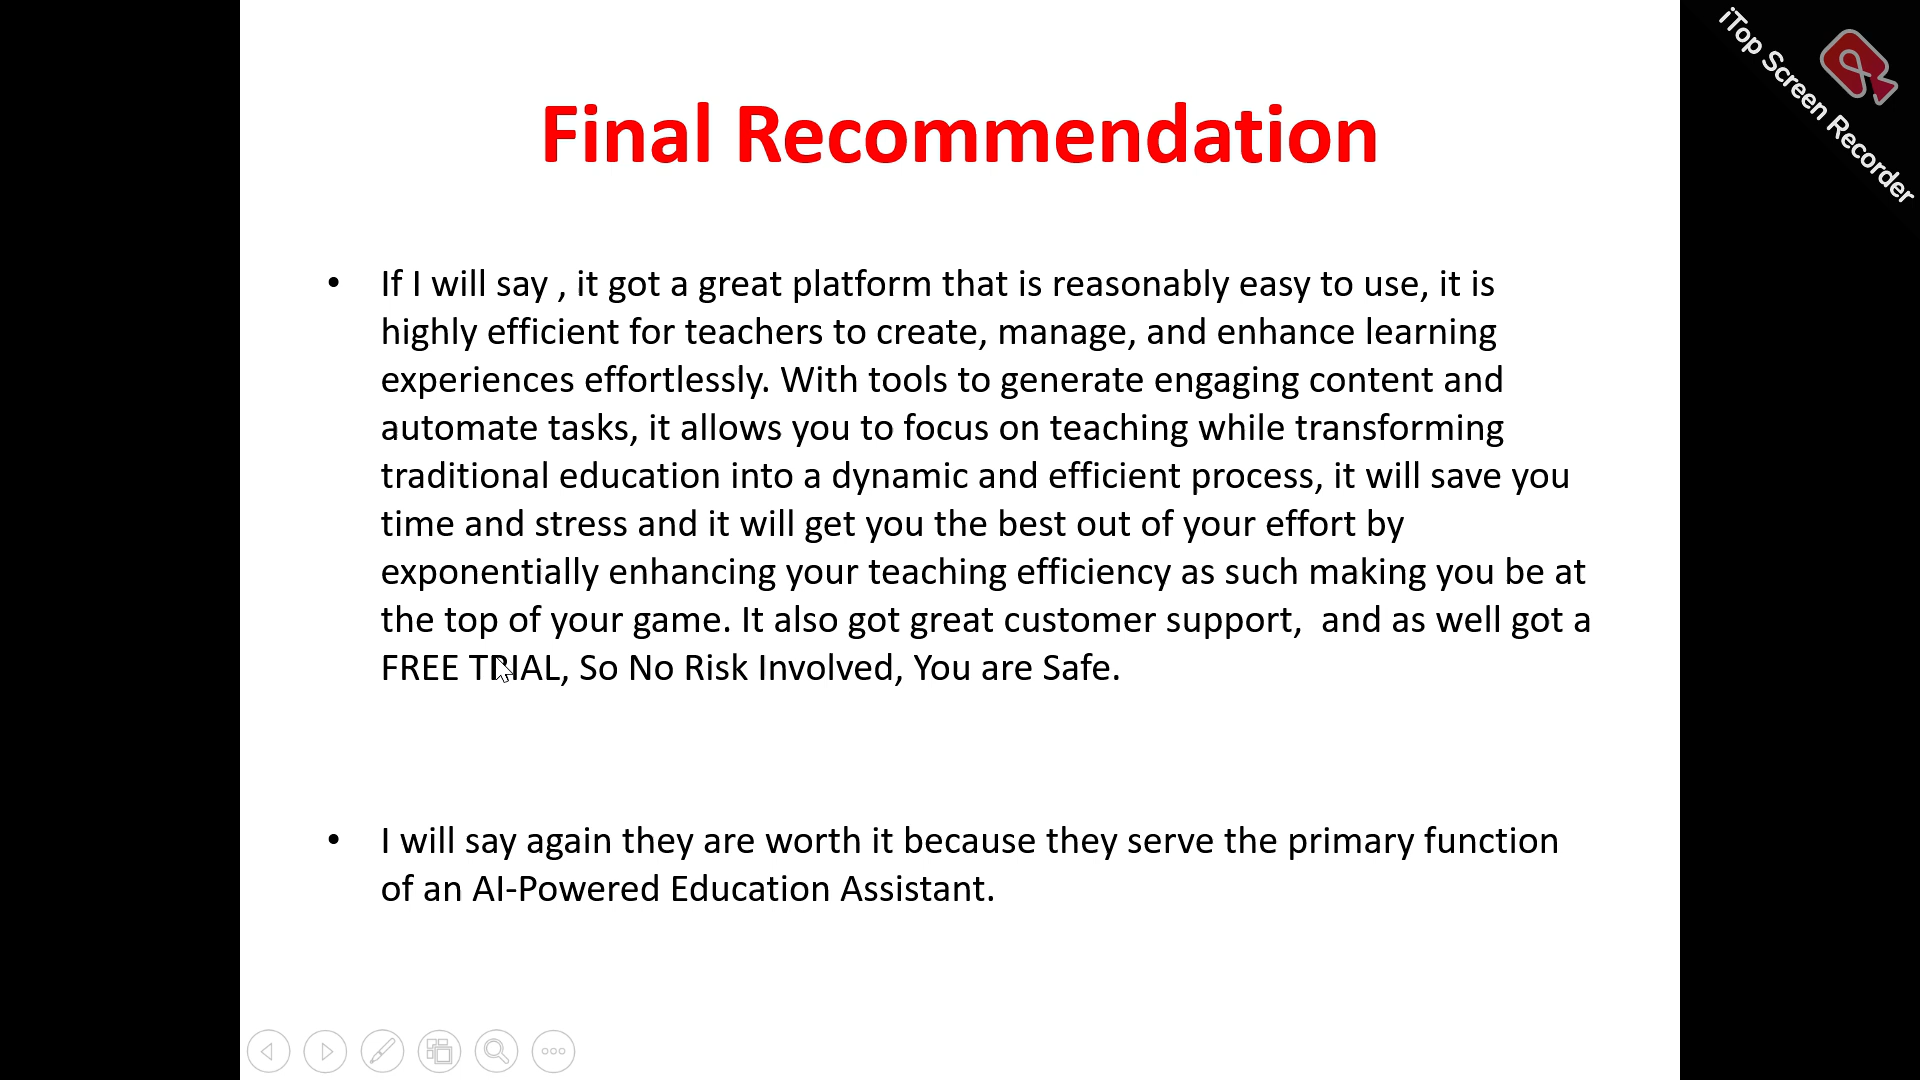 Final Recommendation
• If I will say , it got a great platform that is reasonably easy to use, it is
highly efficient for teachers to create, manage, and enhance learning
experiences effortlessly. With tools to generate engaging content and
automate tasks, it allows you to focus on teaching while transforming
traditional education into a dynamic and efficient process, it will save you
time and stress and it will get you the best out of your effort by
exponentially enhancing your teaching efficiency as such making you be at
the top of your game. It also got great customer support,  and as well got a
FREE TRIAL, So No Risk Involved, You are Safe.
• I will say again they are worth it because they serve the primary function
of an AI-Powered Education Assistant.
iTop Screen Recorder